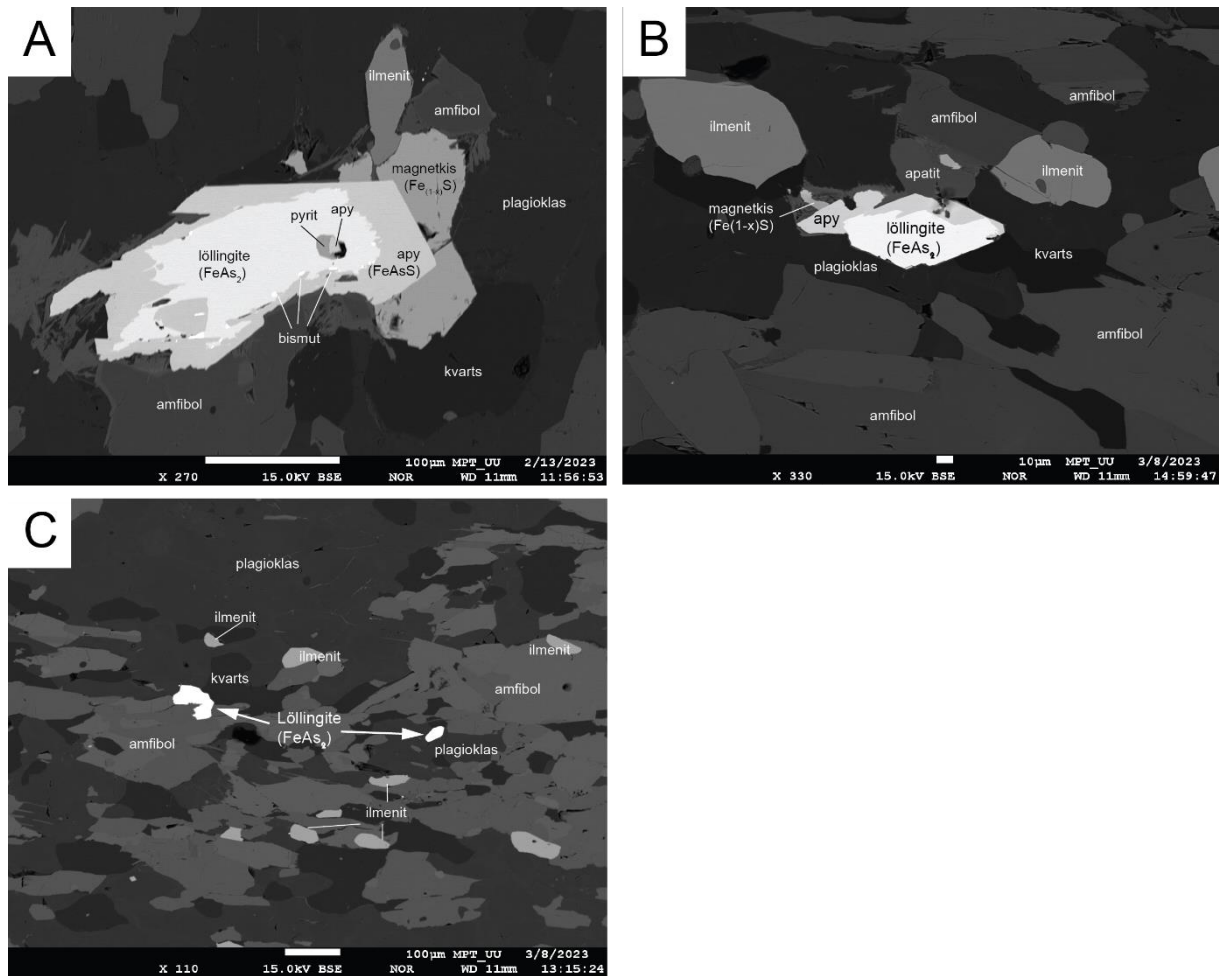 A
ilmenit
amfibol
magnetkis
(Fe(1-x)S)
plagioklas
pyrit
apy
löllingite
(FeAs2)
apy
(FeAsS)
bismut
kvarts
amfibol
100µm MPT_UU 2/13/2023
X 270 15.0kV BSE NOR WD 11mm 11:56:53
B
amfibol
ilmenit
amfibol
ilmenit
apatit
magnetkis
(Fe(1-x)S)
apy
löllingite
(FeAs2)
kvarts
plagioklas
amfibol
amfibol
10µm MPT_UU 3/8/2023
X 330 15.0kV BSE NOR WD 11mm 14:59:47
C
plagioklas
ilmenit
ilmenit
ilmenit
kvarts
amfibol
Löllingite
(FeAs2)
amfibol
plagioklas
ilmenit
100µm MPT_UU 3/8/2023
X 110 15.0kV BSE NOR WD 11mm 13:15:24